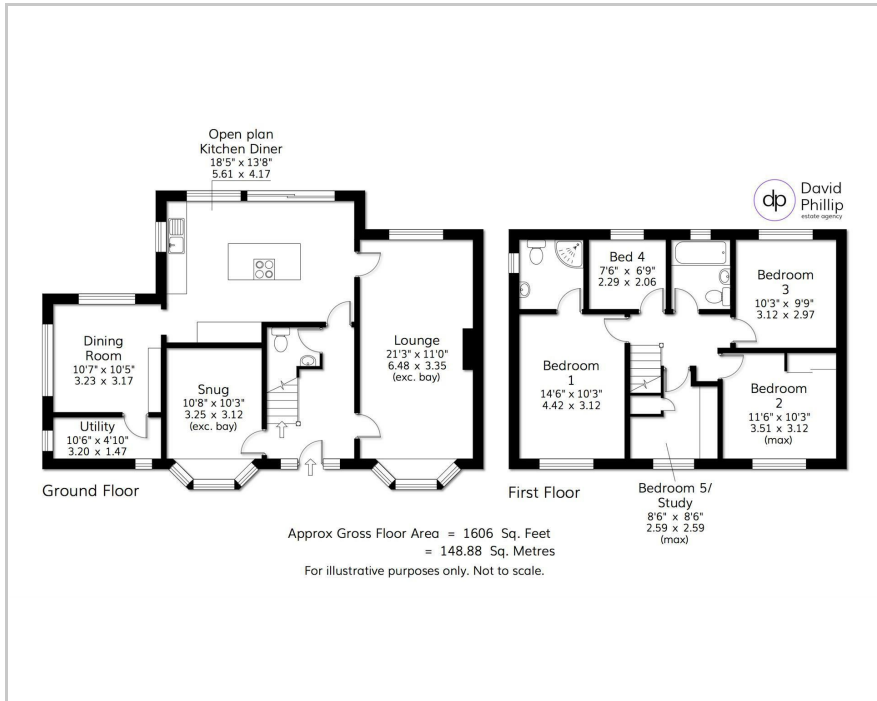 Open plan
Kitchen Diner
18'5" x 13'8"
5.61 x 4.17
dp
David
Phillip
estate agency
Dining
Room
10'7" x 10'5"
3.23 x 3.17
Snug
10'8" x 10'3"
3.25 x 3.12
(exc. bay)
Lounge
21'3" x 11'0"
6.48 x 3.35
(exc. bay)
Utility
10'6" x 4'10"
3.20 x 1.47
Ground Floor
Bed 4
7'6" x 6'9"
2.29 x 2.06
Bedroom
3
10'3" x 9'9"
3.12 x 2.97
Bedroom
1
14'6" x 10'3"
4.42 x 3.12
Bedroom
2
11'6" x 10'3"
3.51 x 3.12
(max)
First Floor
Bedroom 5/
Study
8'6" x 8'6"
2.59 x 2.59
(max)
Approx Gross Floor Area = 1606 Sq. Feet
= 148.88 Sq. Metres
For illustrative purposes only. Not to scale.